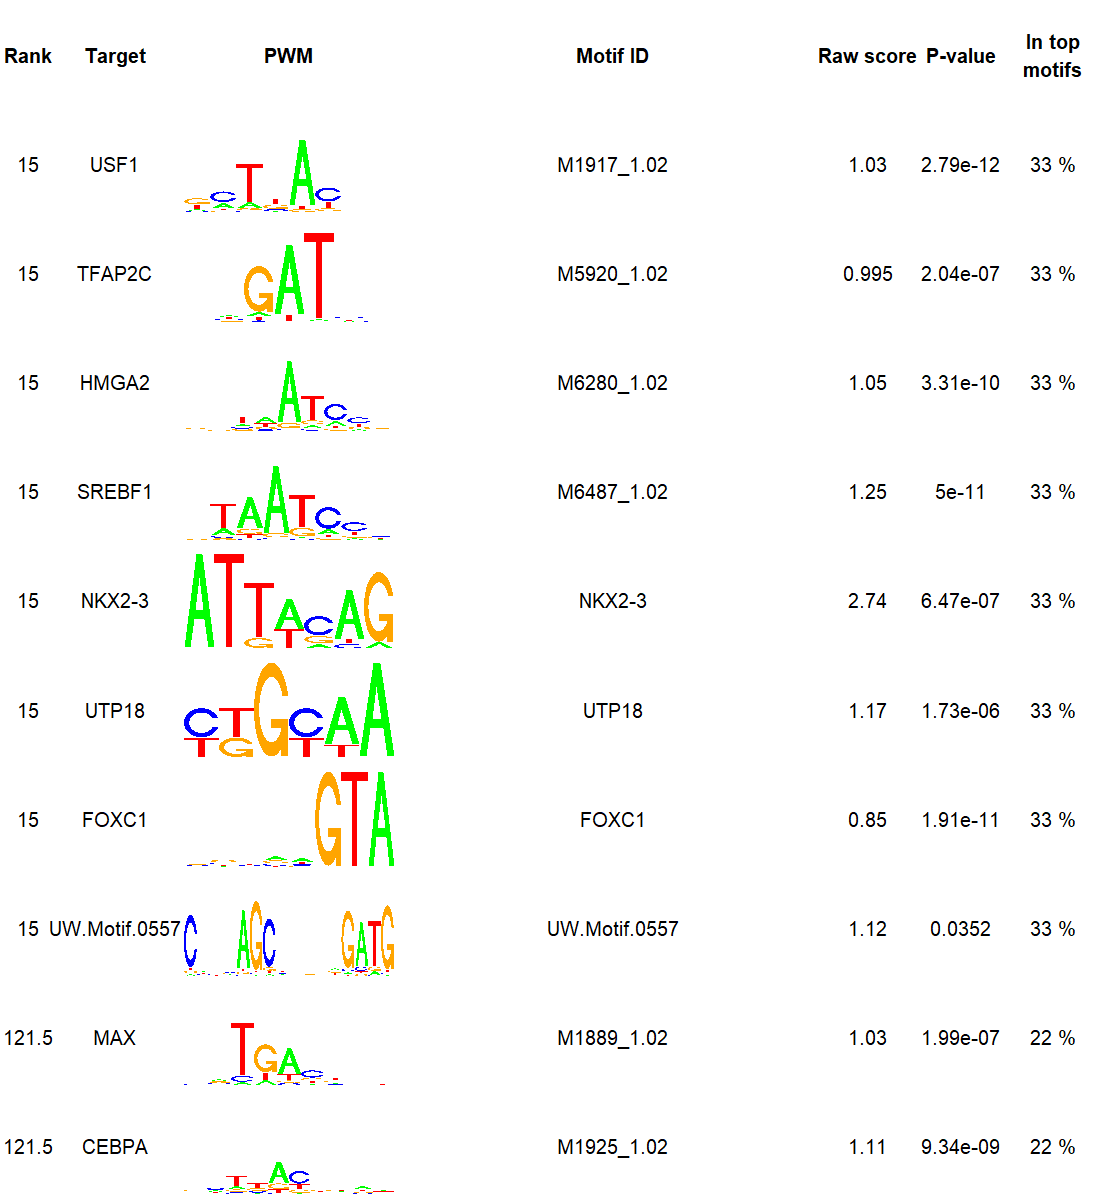 Rank Target PWM Motif ID Raw score P-value In top motifs
15 USF1 M1917_1.02 1.03 2.79e-12 33 %
15 TFAP2C M5920_1.02 0.995 2.04e-07 33 %
15 HMGA2 M6280_1.02 1.05 3.31e-10 33 %
15 SREBF1 M6487_1.02 1.25 5e-11 33 %
15 NKX2-3 NKX2-3 2.74 6.47e-07 33 %
15 UTP18 UTP18 1.17 1.73e-06 33 %
15 FOXC1 FOXC1 0.85 1.91e-11 33 %
15 UW.Motif.0557 UW.Motif.0557 1.12 0.0352 33 %
121.5 MAX M1889_1.02 1.03 1.99e-07 22 %
121.5 CEBPA M1925_1.02 1.11 9.34e-09 22 %